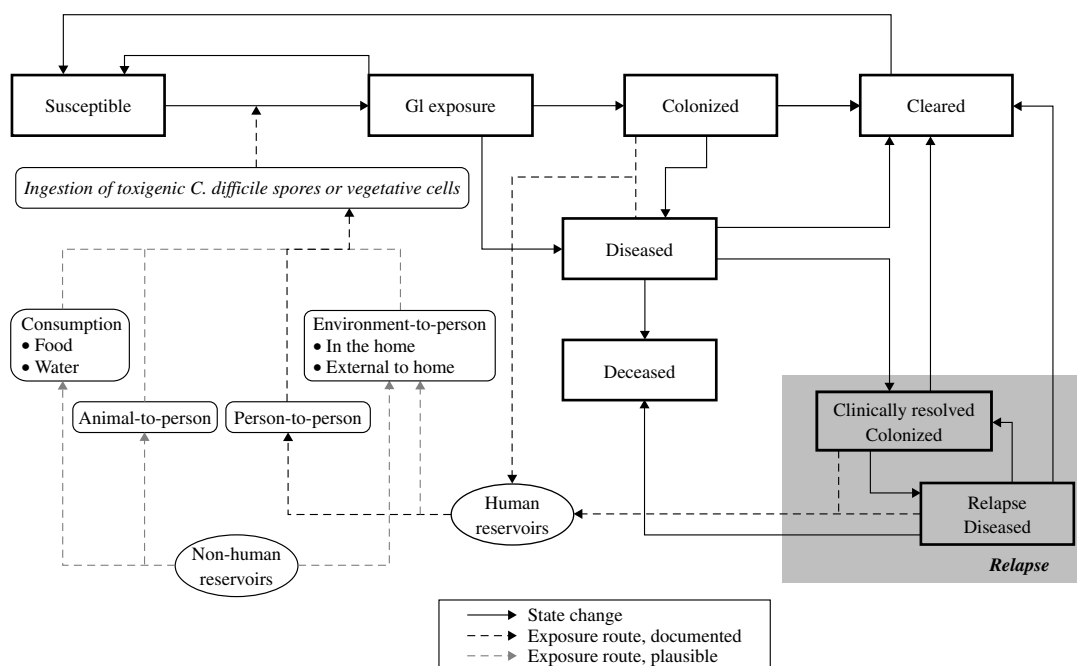 Susceptible
Gl exposure
Colonized
Cleared
Ingestion of toxigenic C. difficile spores or vegetative cells
Diseased
Consumption
• Food
• Water
Environment-to-person
• In the home
• External to home
Deceased
Animal-to-person
Person-to-person
Clinically resolved
Colonized
Human
reservoirs
Relapse
Diseased
Non-human
reservoirs
Relapse
State change
Exposure route, documented
Exposure route, plausible